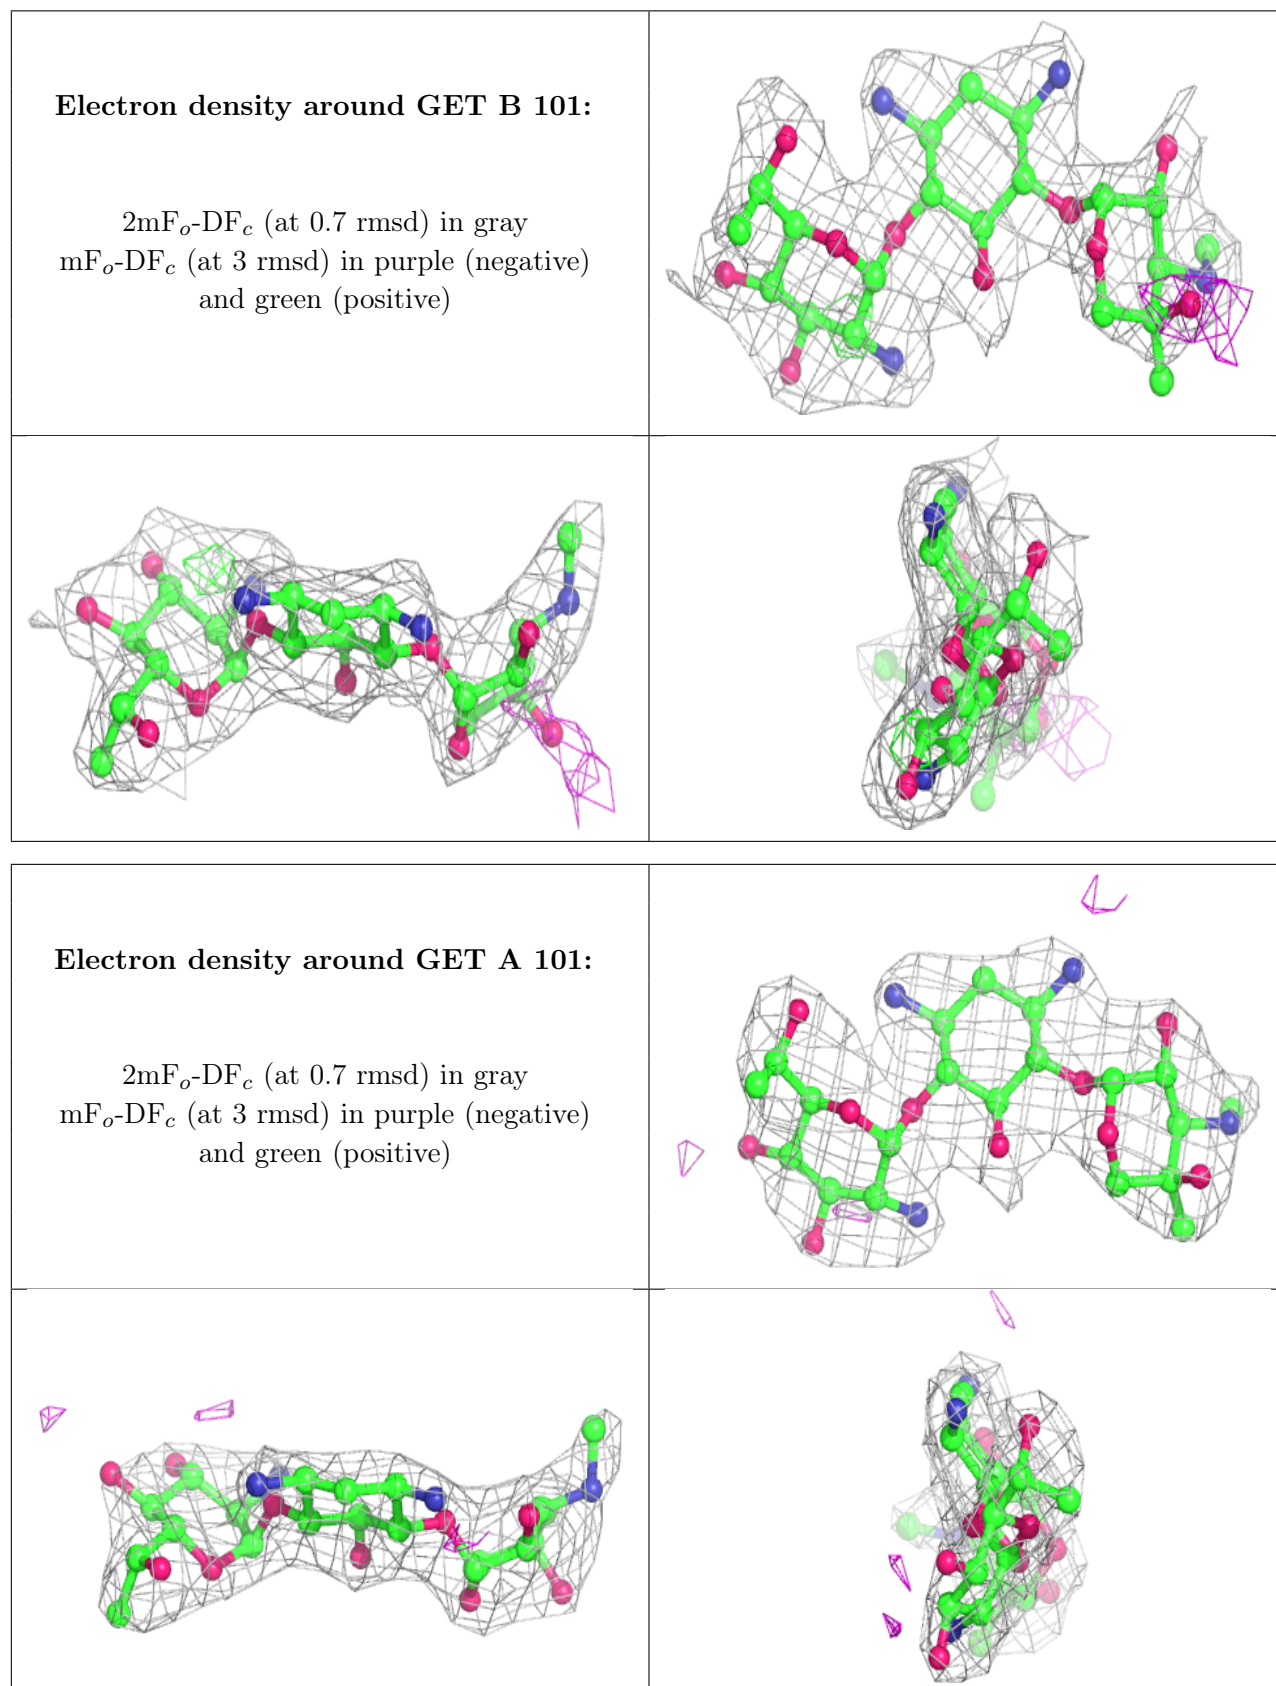 Electron density around GET B 101:
2mFo-DFc (at 0.7 rmsd) in gray
mFo-DFc (at 3 rmsd) in purple (negative)
and green (positive)
Electron density around GET A 101:
2mFo-DFc (at 0.7 rmsd) in gray
mFo-DFc (at 3 rmsd) in purple (negative)
and green (positive)